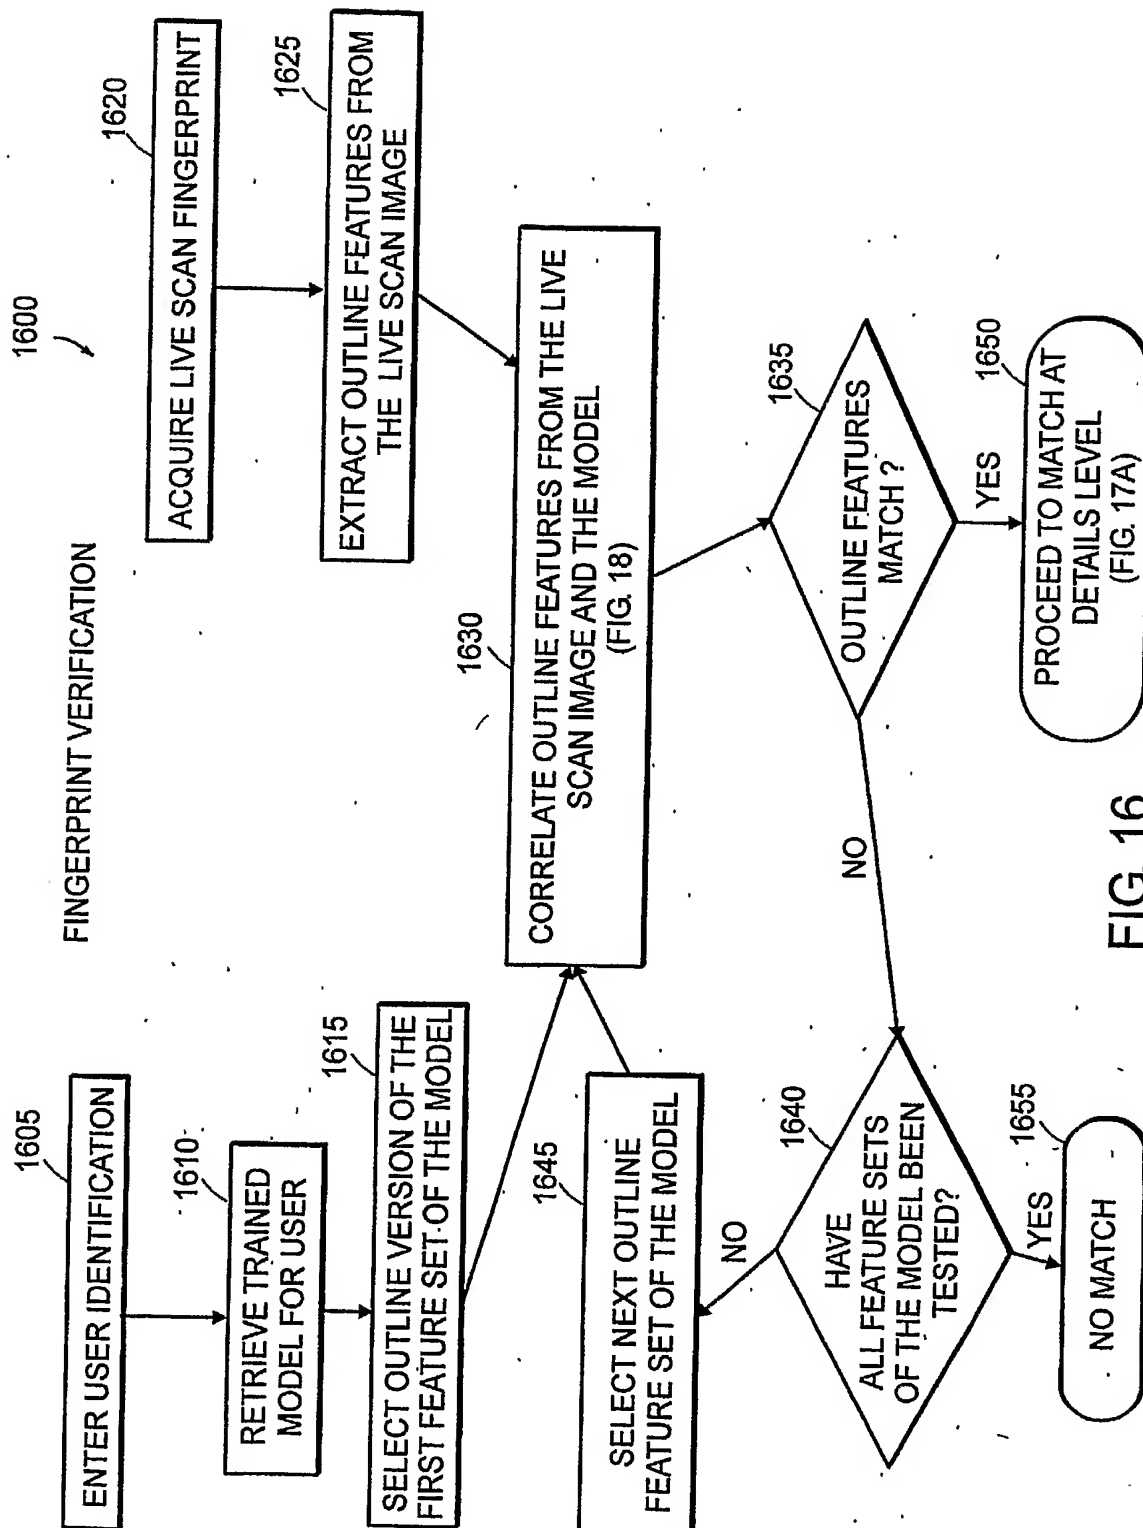 1600
FINGERPRINT VERIFICATION
1605
ENTER USER IDENTIFICATION
1610
RETRIEVE TRAINED
MODEL FOR USER
1615
SELECT OUTLINE VERSION OF THE
FIRST FEATURE SET OF THE MODEL
1620
ACQUIRE LIVE SCAN FINGERPRINT
1625
EXTRACT OUTLINE FEATURES FROM
THE LIVE SCAN IMAGE
1630
CORRELATE OUTLINE FEATURES FROM THE LIVE
SCAN IMAGE AND THE MODEL
(FIG. 18)
1645
SELECT NEXT OUTLINE
FEATURE SET OF THE MODEL
1635
OUTLINE FEATURES
MATCH ?
NO
YES
1640
HAVE
ALL FEATURE SETS
OF THE MODEL BEEN
TESTED?
NO
YES
1650
PROCEED TO MATCH AT
DETAILS LEVEL
(FIG. 17A)
1655
NO MATCH
FIG. 16